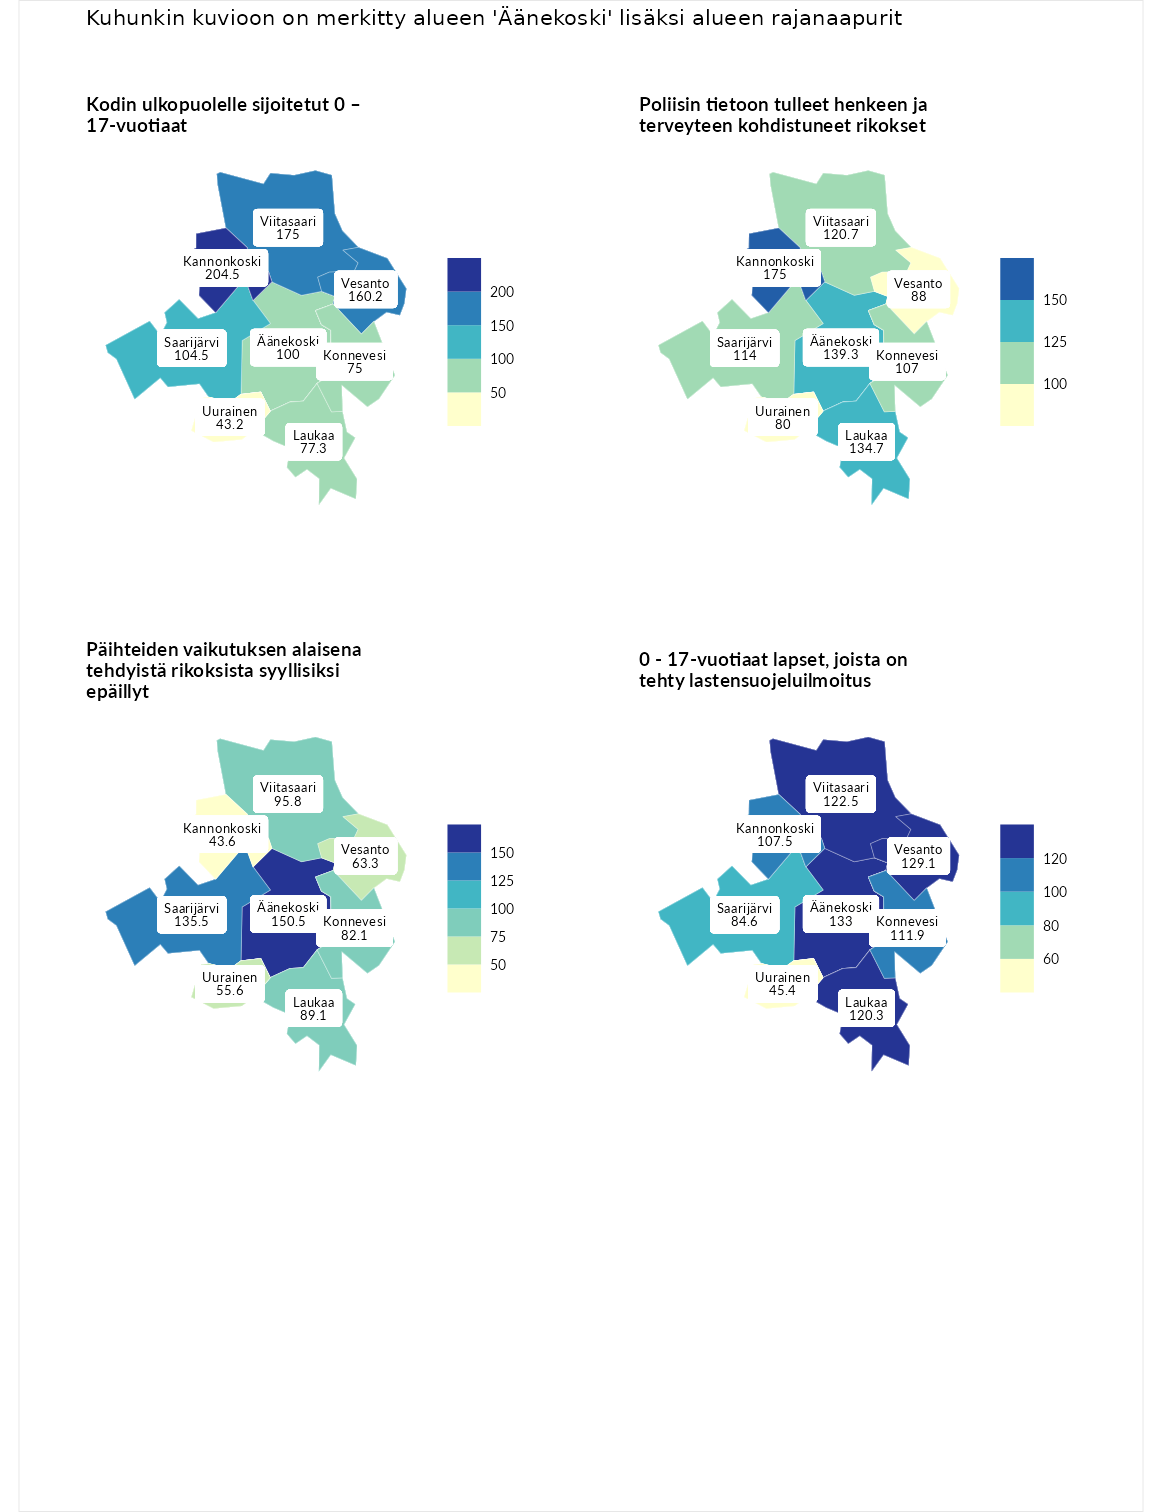 Kuhunkin kuvioon on merkitty alueen 'Äänekoski' lisäksi alueen rajanaapurit
Kodin ulkopuolelle sijoitetut 0 –
17-vuotiaat
Viitasaari
175
Kannonkoski
204.5
Vesanto
160.2
Saarijärvi
104.5
Äänekoski
100
Konnevesi
75
Uurainen
43.2
Laukaa
77.3
200
150
100
50
Poliisin tietoon tulleet henkeen ja
terveyteen kohdistuneet rikokset
Viitasaari
120.7
Kannonkoski
175
Vesanto
88
Saarijärvi
114
Äänekoski
139.3
Konnevesi
107
Uurainen
80
Laukaa
134.7
150
125
100
Päihteiden vaikutuksen alaisena
tehdyistä rikoksista syyllisiksi
epäillyt
Viitasaari
95.8
Kannonkoski
43.6
Vesanto
63.3
Saarijärvi
135.5
Äänekoski
150.5
Konnevesi
82.1
Uurainen
55.6
Laukaa
89.1
150
125
100
75
50
0 - 17-vuotiaat lapset, joista on
tehty lastensuojeluilmoitus
Viitasaari
122.5
Kannonkoski
107.5
Vesanto
129.1
Saarijärvi
84.6
Äänekoski
133
Konnevesi
111.9
Uurainen
45.4
Laukaa
120.3
120
100
80
60